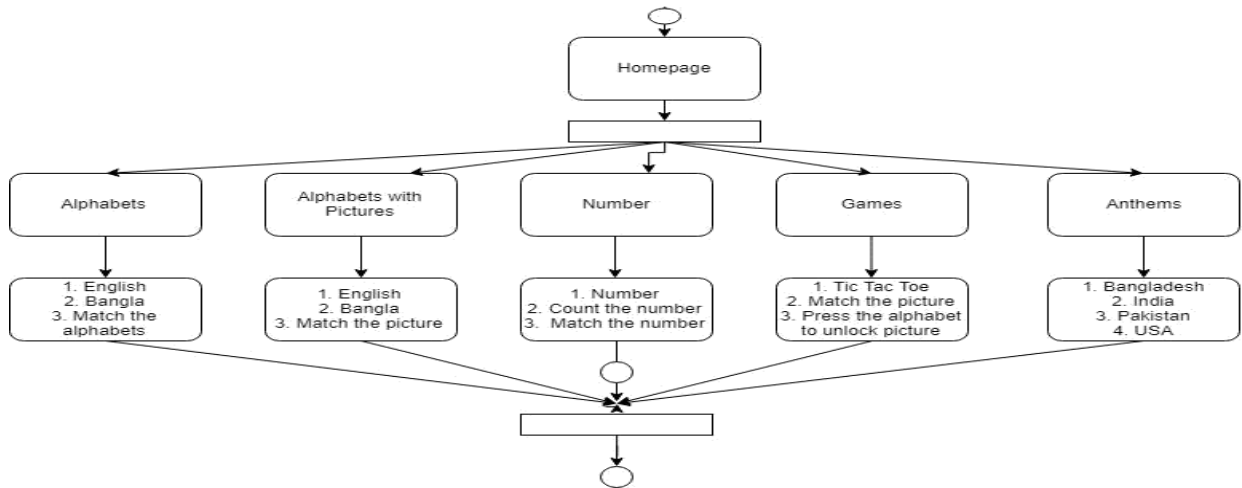 Homepage
Alphabets
Alphabets with
Pictures
Number
Games
Anthems
1. English
2. Bangla
3. Match the
alphabets
1. English
2. Bangla
3. Match the picture
1. Number
2. Count the number
3. Match the number
1. Tic Tac Toe
2. Match the picture
3. Press the alphabet
to unlock picture
1. Bangladesh
2. India
3. Pakistan
4. USA